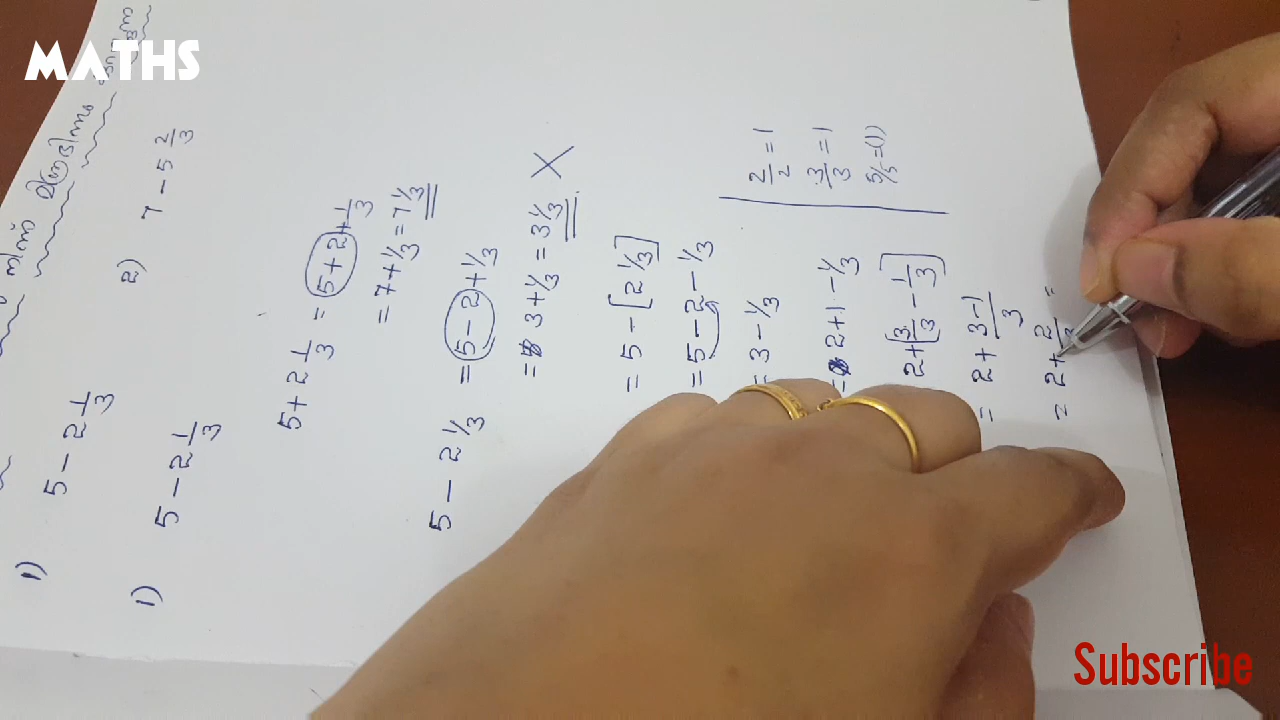 MATHS
നിന്ന്
1) 5 - 2 1/3
2) 7 - 5 2/3
1) 5 - 2 1/3
5 + 2 1/3 = 5 + 2 + 1/3
= 7 + 1/3 = 7 1/3
5 - 2 1/3 = 5 - 2 + 1/3
= 3 + 1/3 = 3 1/3 X
= 5 - [2 1/3]
= 5 - 2 - 1/3
= 3 - 1/3
= 2 + 1 - 1/3
2 + [3/3 - 1/3]
= 2 + 3-1/3
= 2 + 2/3 =
2/2 = 1
3/3 = 1
5/5 = (1)
Subscribe